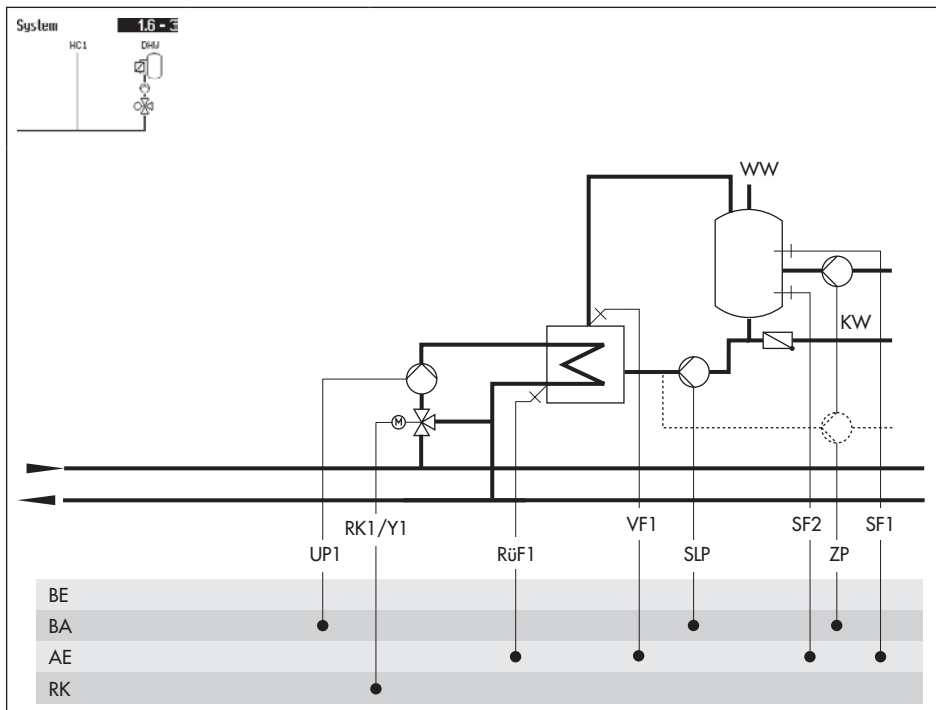 System 1.6 - 3
HC1 DHW
WW
KW
M
RK1/Y1 VF1 SF2 SF1
UP1 RüF1 SLP ZP
BE
BA
AE
RK